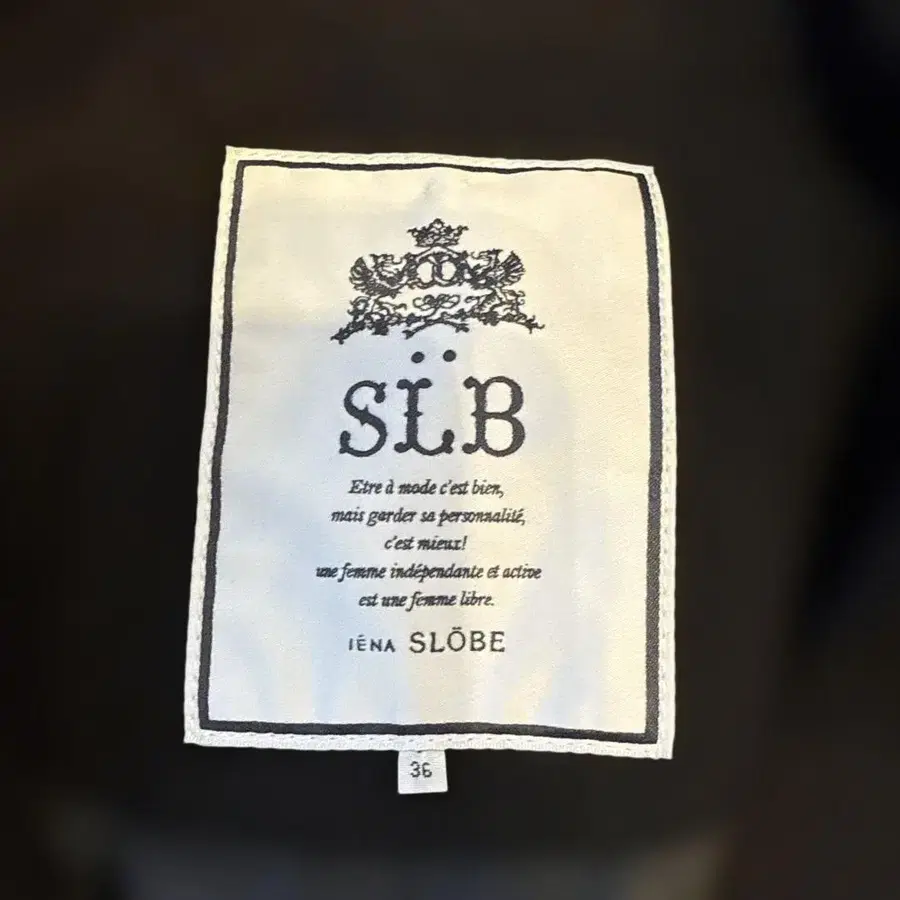 SL̈B
Etre à mode c'est bien,
mais garder sa personnalité,
c'est mieux!
une femme indépendante et active
est une femme libre.
IÉNA SLÖBE
36